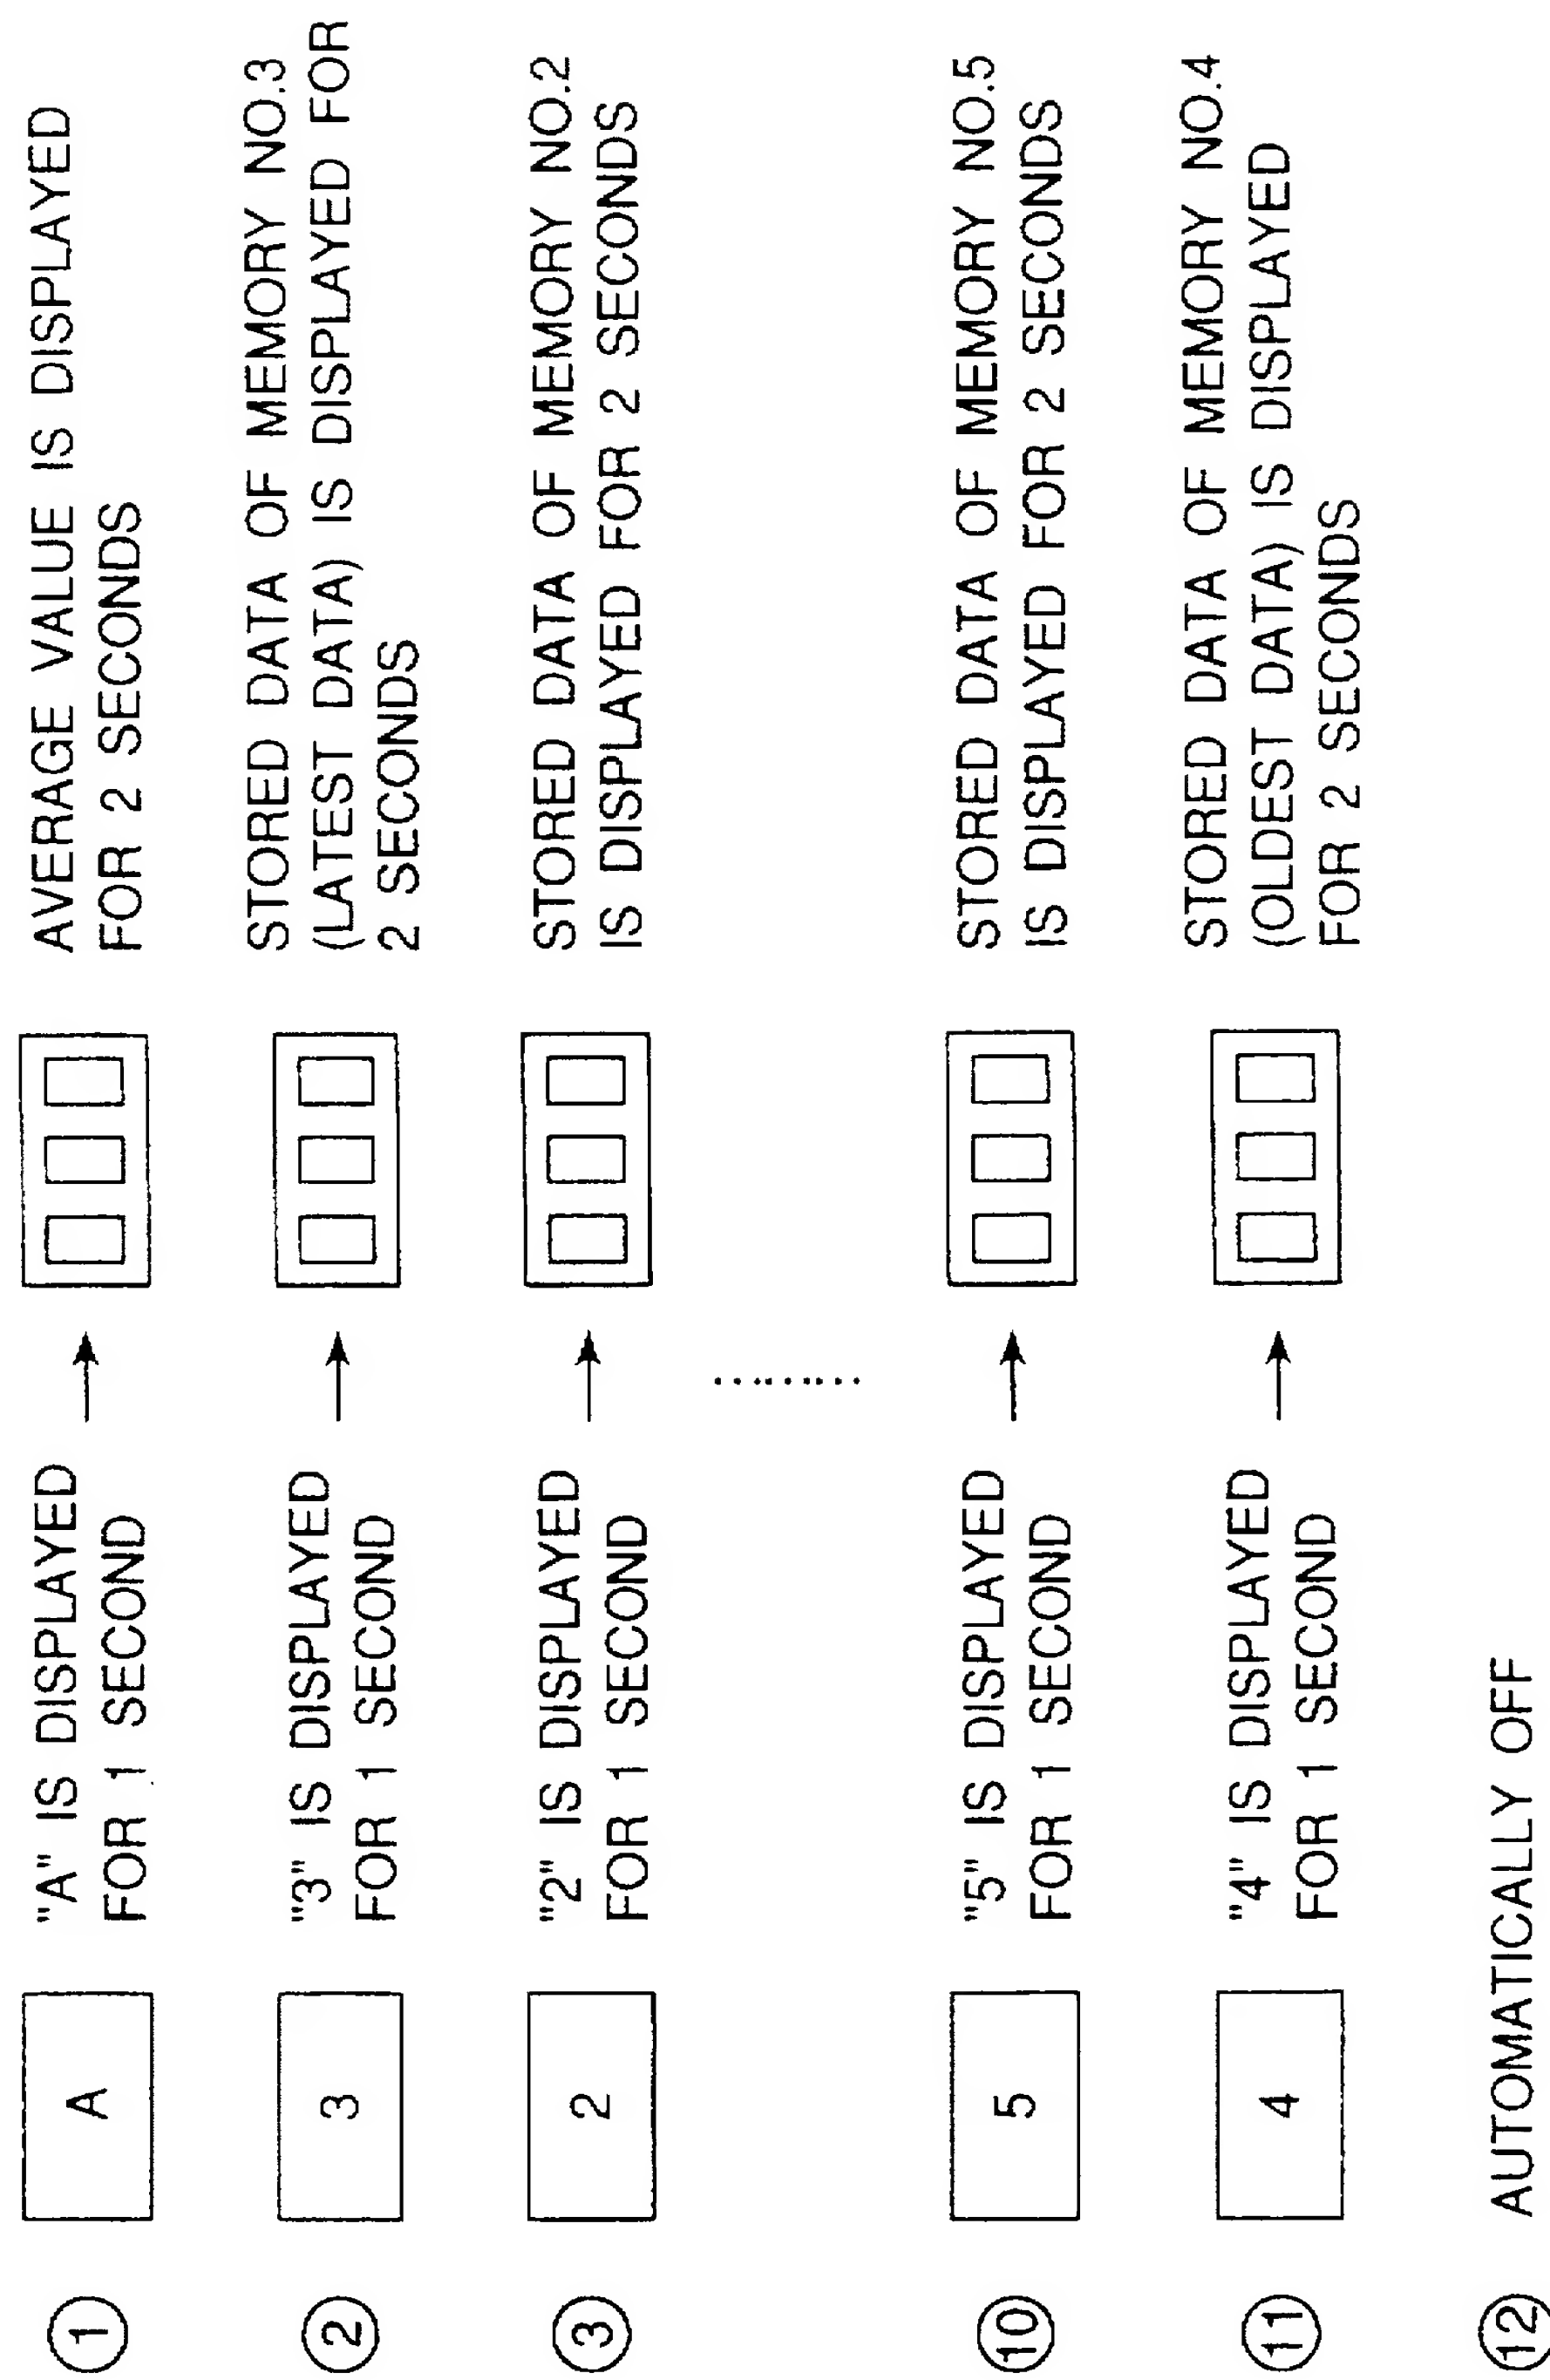 ①
A
"A" IS DISPLAYED
FOR 1 SECOND
AVERAGE VALUE IS DISPLAYED
FOR 2 SECONDS
②
3
"3" IS DISPLAYED
FOR 1 SECOND
STORED DATA OF MEMORY NO.3
(LATEST DATA) IS DISPLAYED FOR
2 SECONDS
③
2
"2" IS DISPLAYED
FOR 1 SECOND
STORED DATA OF MEMORY NO.2
IS DISPLAYED FOR 2 SECONDS
.........
⑩
5
"5" IS DISPLAYED
FOR 1 SECOND
STORED DATA OF MEMORY NO.5
IS DISPLAYED FOR 2 SECONDS
⑪
4
"4" IS DISPLAYED
FOR 1 SECOND
STORED DATA OF MEMORY NO.4
(OLDEST DATA) IS DISPLAYED
FOR 2 SECONDS
⑫
AUTOMATICALLY OFF